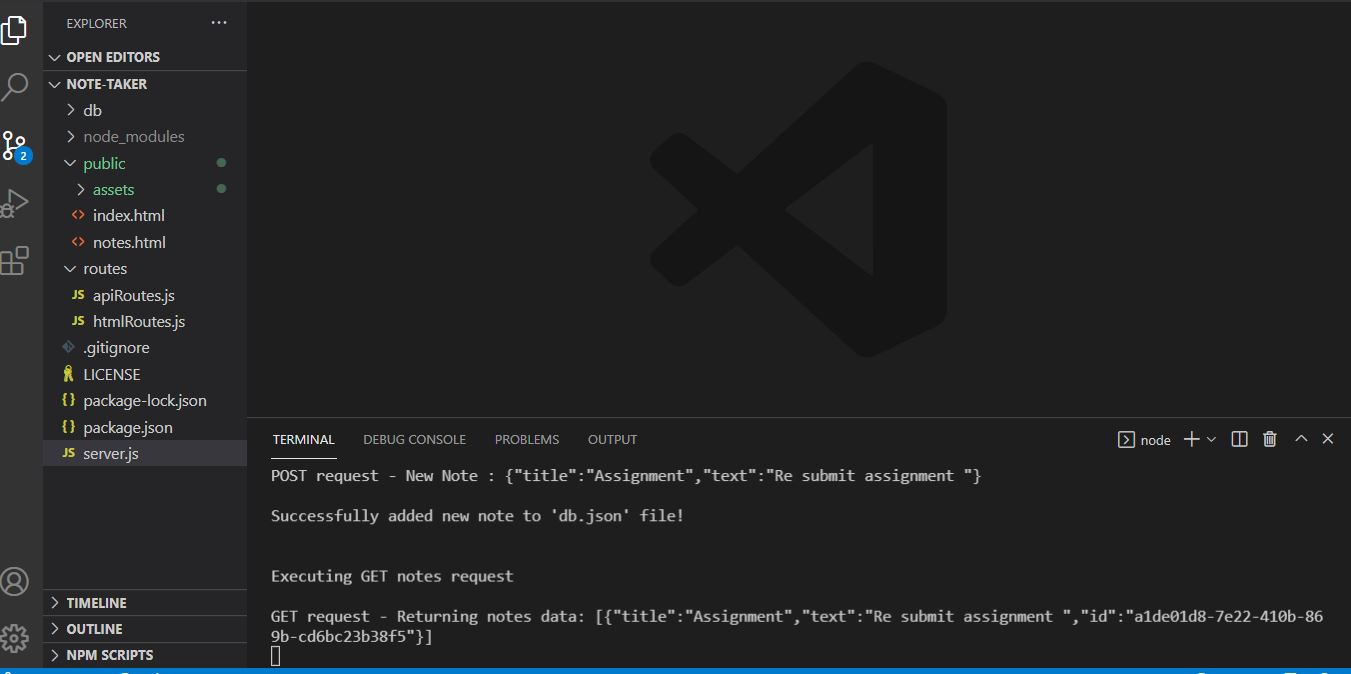 EXPLORER
OPEN EDITORS
NOTE-TAKER
db
node_modules
public
assets
index.html
notes.html
routes
JS apiRoutes.js
JS htmlRoutes.js
.gitignore
LICENSE
{} package-lock.json
{} package.json
JS server.js
TIMELINE
OUTLINE
NPM SCRIPTS
2
TERMINAL DEBUG CONSOLE PROBLEMS OUTPUT node
POST request - New Note : {"title":"Assignment","text":"Re submit assignment "}
Successfully added new note to 'db.json' file!
Executing GET notes request
GET request - Returning notes data: [{"title":"Assignment","text":"Re submit assignment ","id":"a1de01d8-7e22-410b-86
9b-cd6bc23b38f5"}]